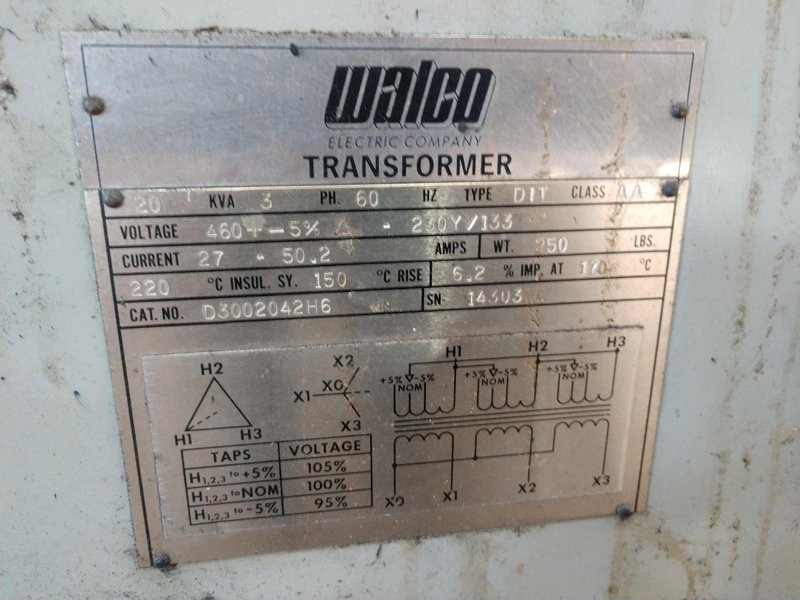 walco
ELECTRIC COMPANY
TRANSFORMER
20 KVA 3 PH. 60 HZ TYPE DIT CLASS. A/A
VOLTAGE 460+-5% Δ - 230Y/133
CURRENT 27 - 50.2 AMPS WT. 250 LBS.
220 °C INSUL. SY. 150 °C RISE 6.2 % IMP. AT 170 °C
CAT. NO. D3002042H6 SN 14303
H2
H1 H3
X2
X1 X0
X3
H1 H2 H3
+5% -5% +5% -5% +5% -5%
NOM NOM NOM
X0 X1 X2 X3
TAPS VOLTAGE
H1,2,3 to +5% 105%
H1,2,3 to NOM 100%
H1,2,3 to -5% 95%